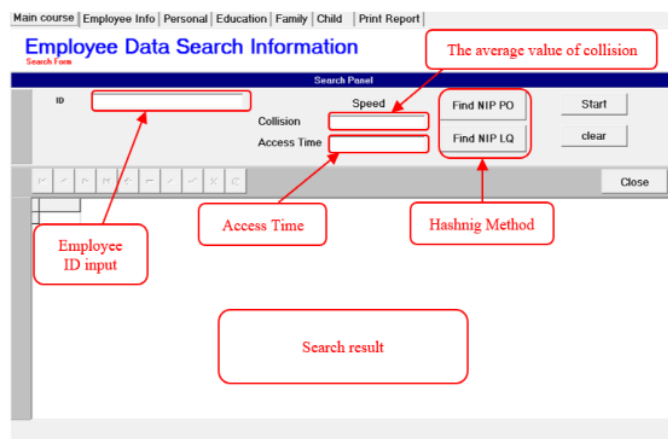 Main course Employee Info Personal Education Family Child Print Report
Employee Data Search Information
Search Form
The average value of collision
Search Panel
ID
Speed
Find NIP PO
Start
Collision
Access Time
Find NIP LQ
clear
Close
Employee
ID input
Access Time
Hashnig Method
Search result